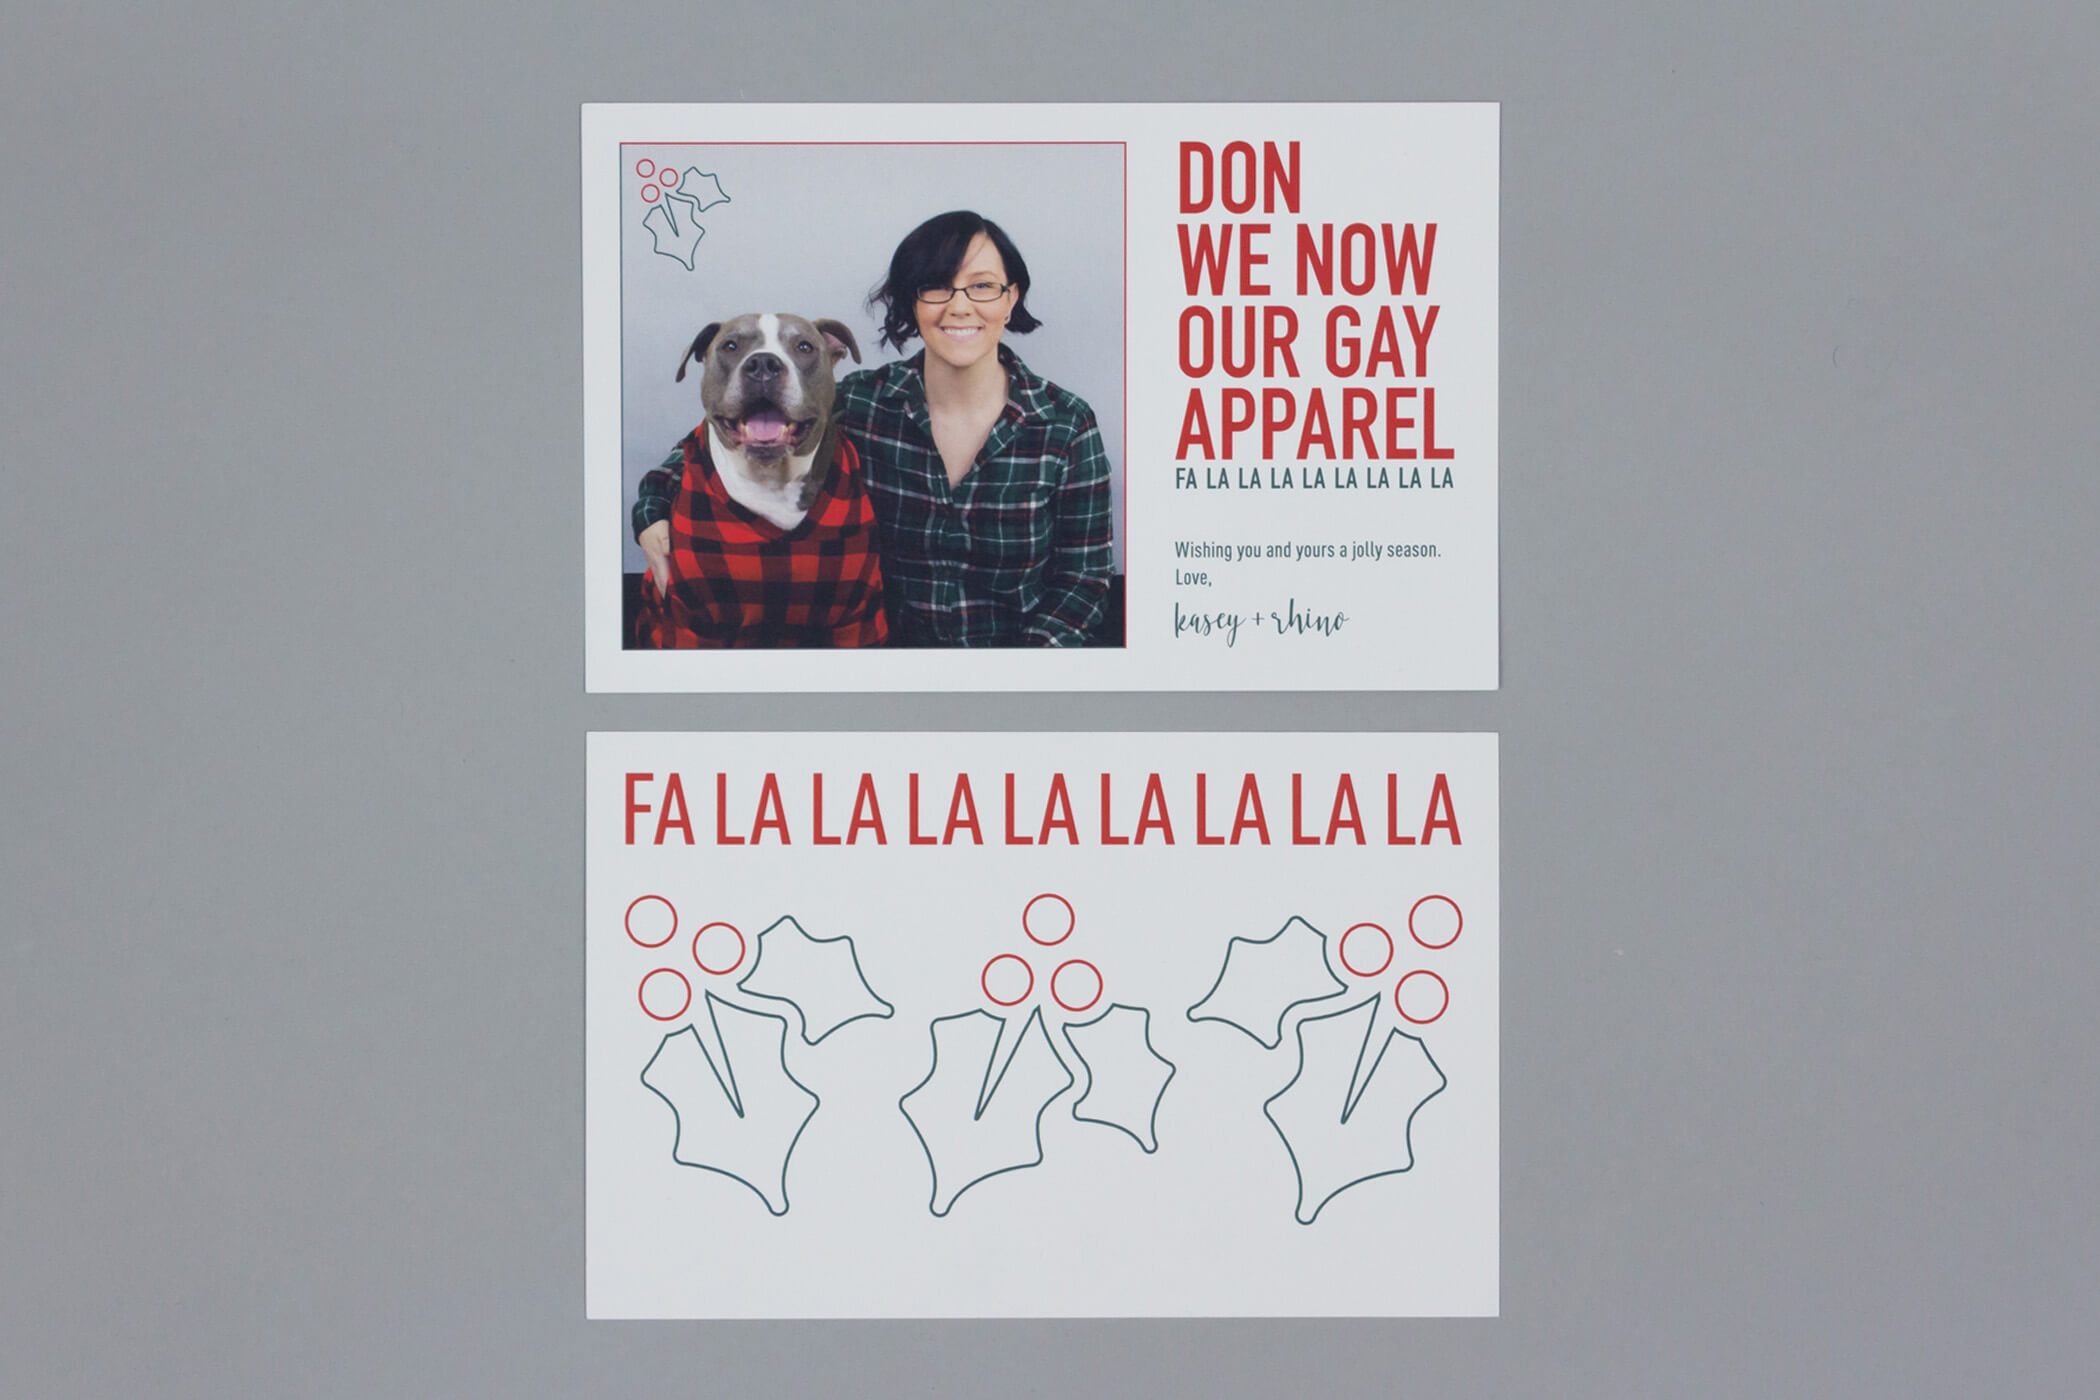 DON
WE NOW
OUR GAY
APPAREL
FA LA LA LA LA LA LA LA LA
Wishing you and yours a jolly season.
Love,
kasey + rhino
FA LA LA LA LA LA LA LA LA